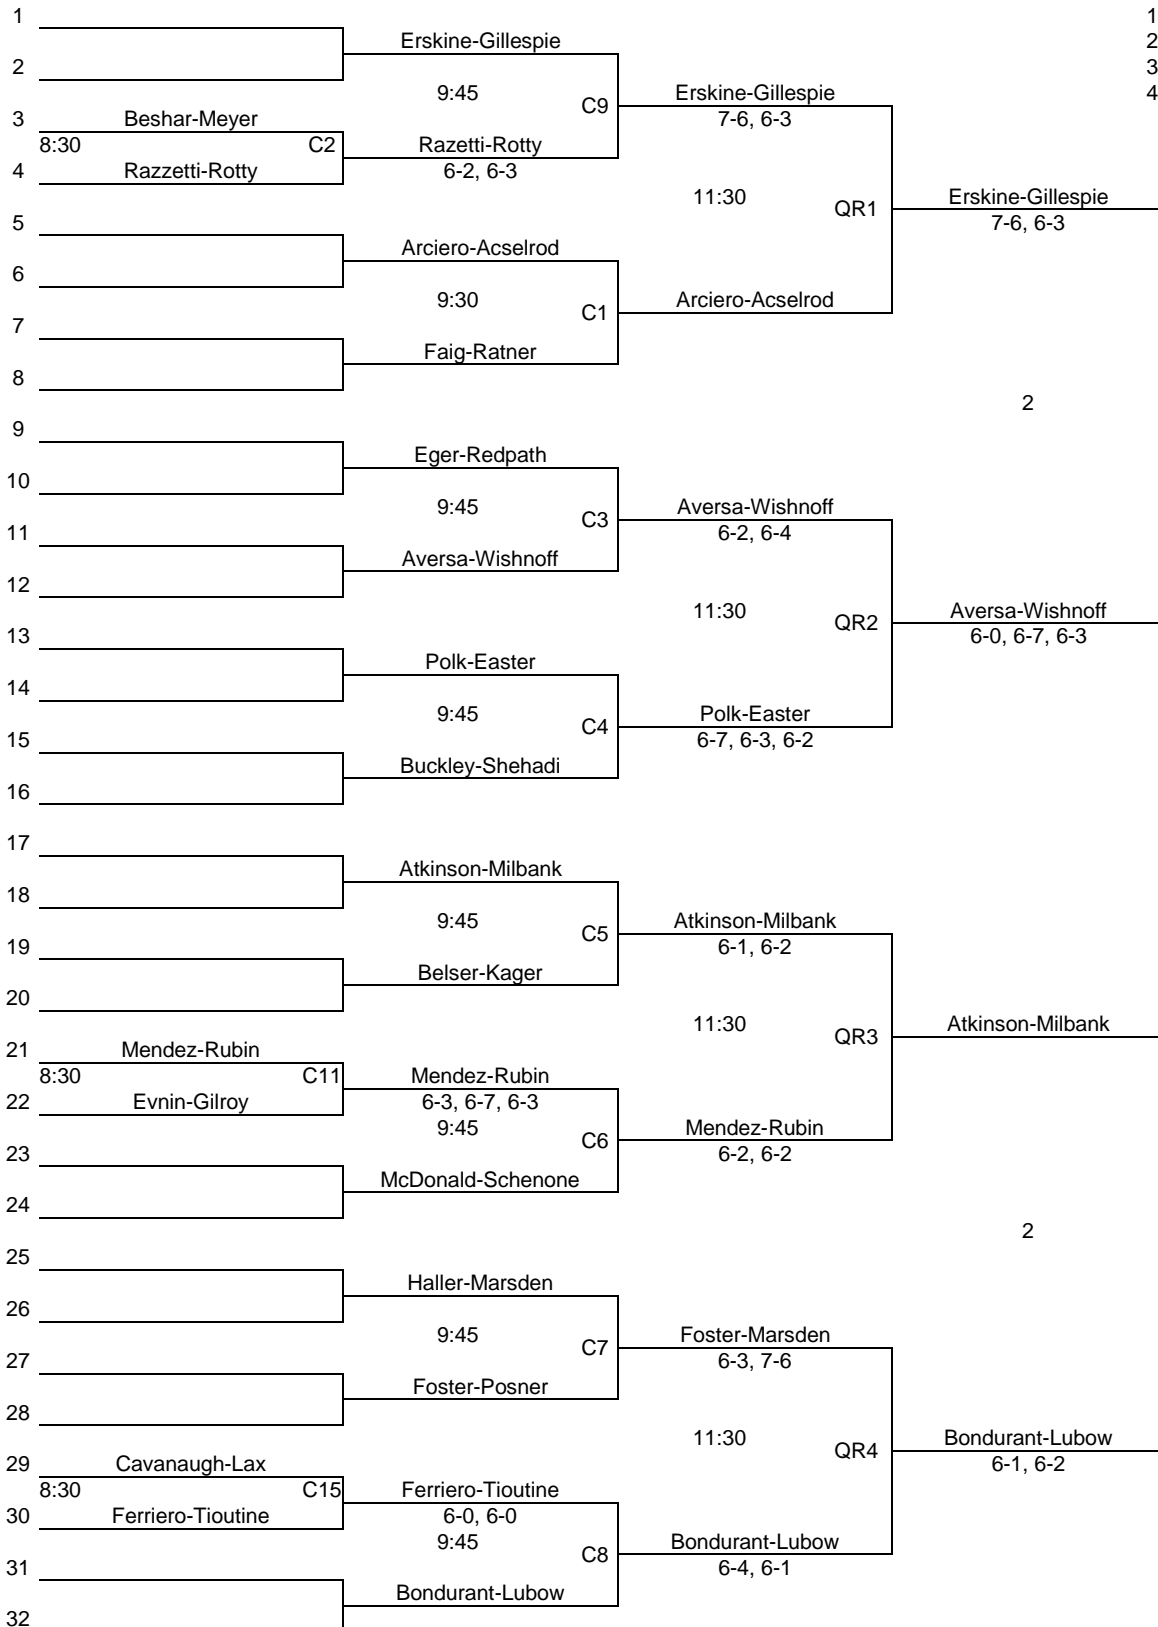 1
1
Erskine-Gillespie
2
2
3
9:45
Erskine-Gillespie
4
C9
3
Beshar-Meyer
7-6, 6-3
8:30
C2
Razetti-Rotty
4
Razzetti-Rotty
6-2, 6-3
11:30
Erskine-Gillespie
QR1
5
7-6, 6-3
Arciero-Acselrod
6
9:30
Arciero-Acselrod
C1
7
Faig-Ratner
8
2
9
Eger-Redpath
10
9:45
Aversa-Wishnoff
C3
11
6-2, 6-4
Aversa-Wishnoff
12
11:30
Aversa-Wishnoff
QR2
13
6-0, 6-7, 6-3
Polk-Easter
14
9:45
Polk-Easter
C4
15
6-7, 6-3, 6-2
Buckley-Shehadi
16
17
Atkinson-Milbank
18
9:45
Atkinson-Milbank
C5
19
6-1, 6-2
Belser-Kager
20
11:30
Atkinson-Milbank
QR3
21
Mendez-Rubin
8:30
C11
Mendez-Rubin
22
Evnin-Gilroy
6-3, 6-7, 6-3
9:45
Mendez-Rubin
C6
23
6-2, 6-2
McDonald-Schenone
24
2
25
Haller-Marsden
26
9:45
Foster-Marsden
C7
27
6-3, 7-6
Foster-Posner
28
11:30
Bondurant-Lubow
QR4
29
Cavanaugh-Lax
6-1, 6-2
8:30
C15
Ferriero-Tioutine
30
Ferriero-Tioutine
6-0, 6-0
9:45
Bondurant-Lubow
C8
31
6-4, 6-1
Bondurant-Lubow
32